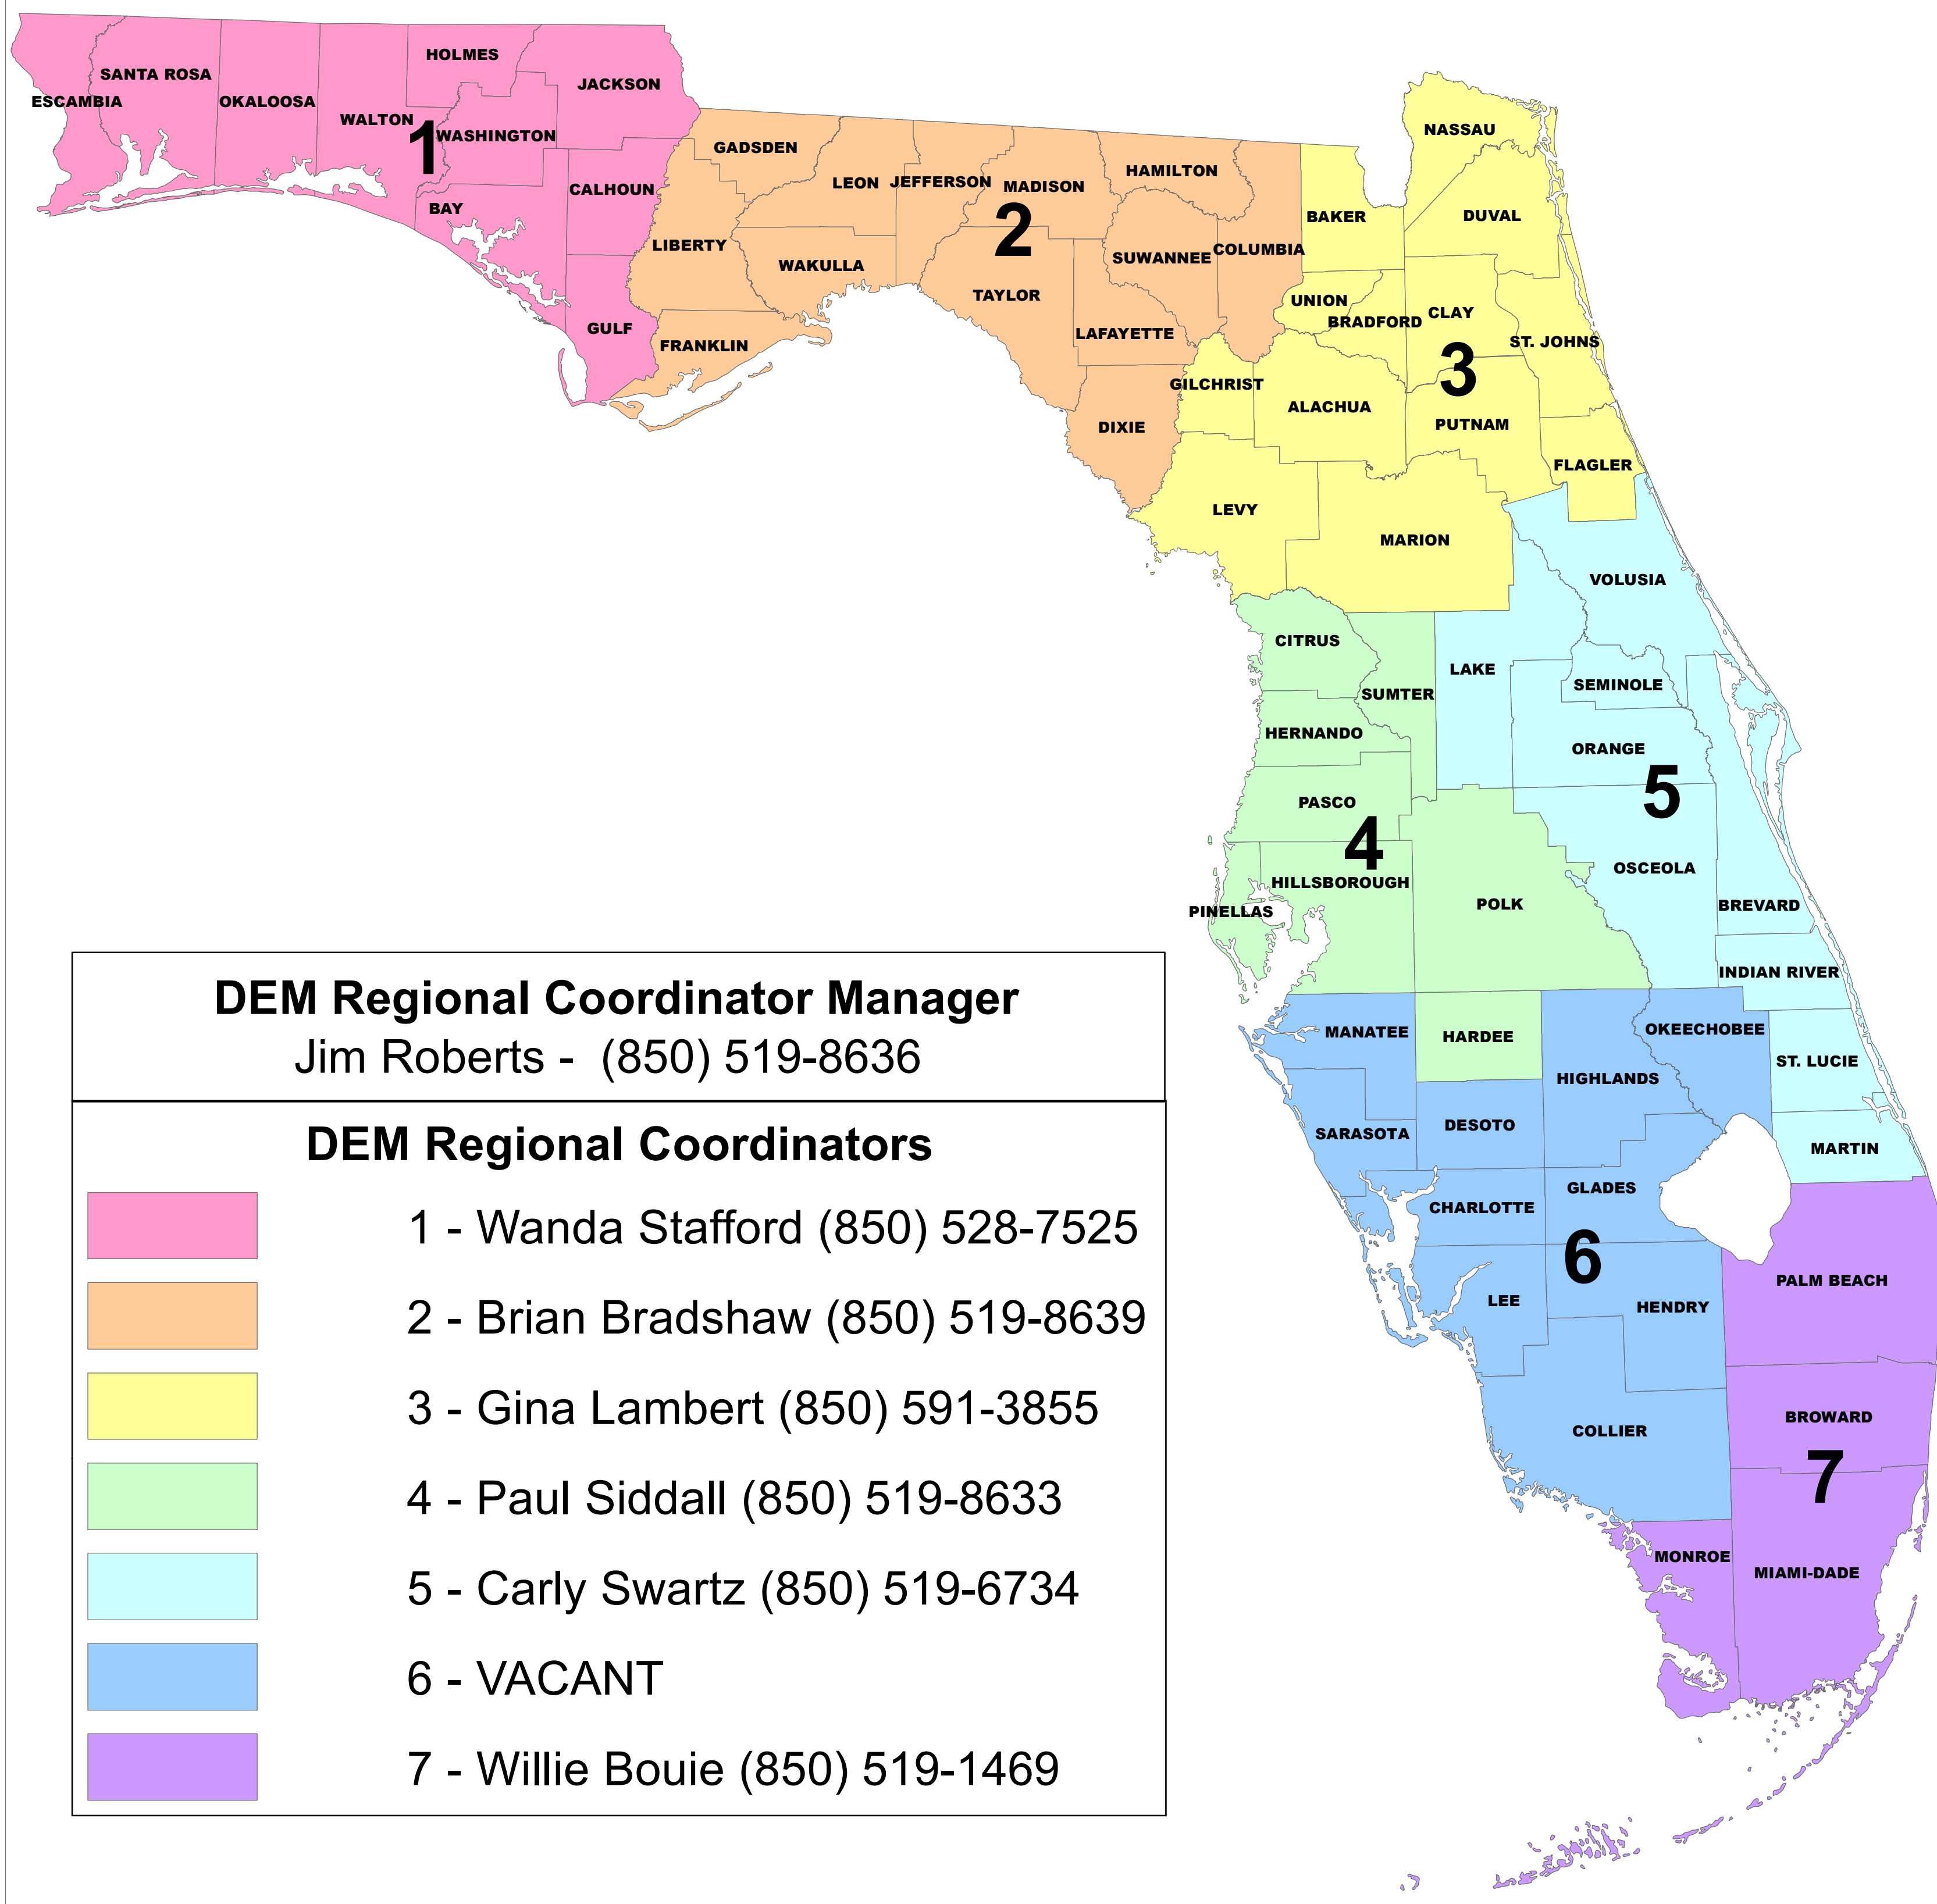 HOLMES
SANTA ROSA
JACKSON
ESCAMBIA
OKALOOSA
WALTON
1
WASHINGTON
CALHOUN
BAY
GULF
GADSDEN
LEON
JEFFERSON
MADISON
HAMILTON
2
LIBERTY
WAKULLA
SUWANNEE
COLUMBIA
TAYLOR
LAFAYETTE
FRANKLIN
DIXIE
NASSAU
BAKER
DUVAL
UNION
BRADFORD
CLAY
ST. JOHNS
3
GILCHRIST
ALACHUA
PUTNAM
FLAGLER
LEVY
MARION
CITRUS
SUMTER
HERNANDO
PASCO
4
HILLSBOROUGH
PINELLAS
POLK
HARDEE
VOLUSIA
LAKE
SEMINOLE
ORANGE
5
OSCEOLA
BREVARD
INDIAN RIVER
ST. LUCIE
MARTIN
MANATEE
OKEECHOBEE
HIGHLANDS
SARASOTA
DESOTO
GLADES
CHARLOTTE
6
LEE
HENDRY
COLLIER
PALM BEACH
BROWARD
7
MONROE
MIAMI-DADE
DEM Regional Coordinator Manager
Jim Roberts - (850) 519-8636
DEM Regional Coordinators
1 - Wanda Stafford (850) 528-7525
2 - Brian Bradshaw (850) 519-8639
3 - Gina Lambert (850) 591-3855
4 - Paul Siddall (850) 519-8633
5 - Carly Swartz (850) 519-6734
6 - VACANT
7 - Willie Bouie (850) 519-1469